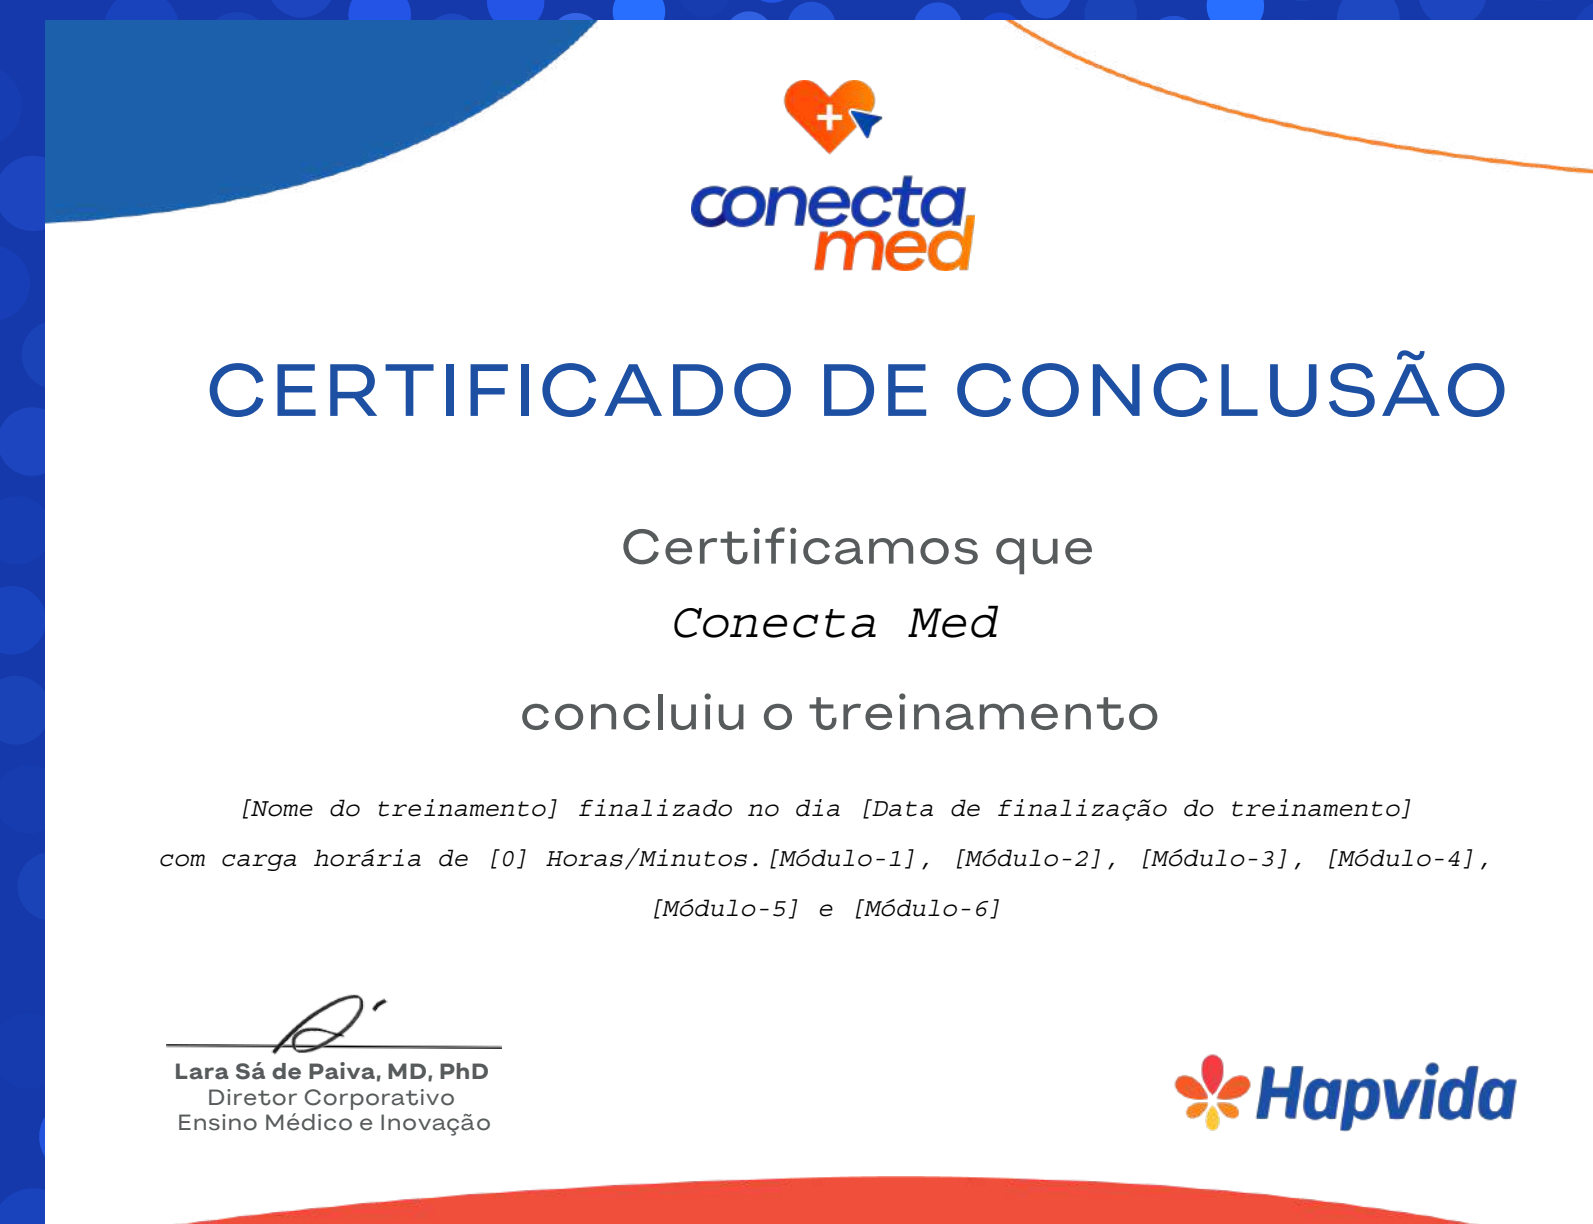 conecta
med
CERTIFICADO DE CONCLUSÃO
Certificamos que
Conecta Med
concluiu o treinamento
[Nome do treinamento] finalizado no dia [Data de finalização do treinamento]
com carga horária de [0] Horas/Minutos.[Módulo-1], [Módulo-2], [Módulo-3], [Módulo-4],
[Módulo-5] e [Módulo-6]
Lara Sá de Paiva, MD, PhD
Diretor Corporativo
Ensino Médico e Inovação
Hapvida